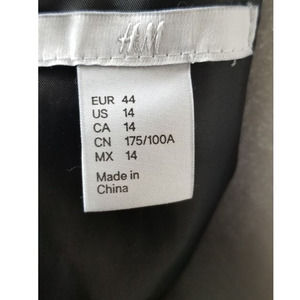 H&M
EUR 44
US 14
CA 14
CN 175/100A
MX 14
Made in
China